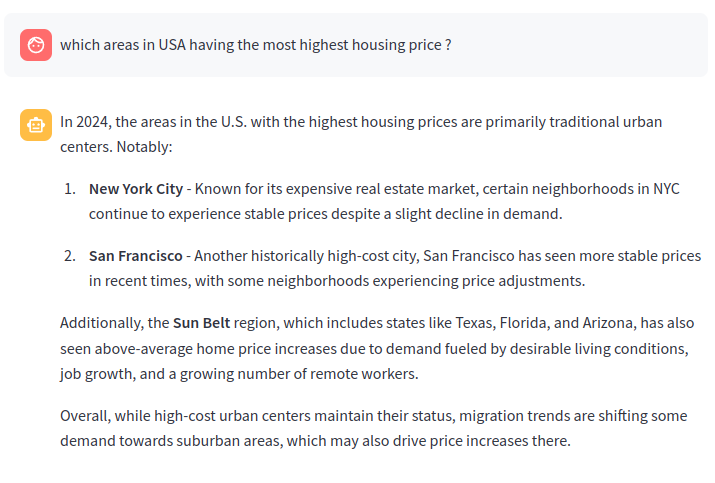 which areas in USA having the most highest housing price ?
In 2024, the areas in the U.S. with the highest housing prices are primarily traditional urban
centers. Notably:
1. New York City - Known for its expensive real estate market, certain neighborhoods in NYC
continue to experience stable prices despite a slight decline in demand.
2. San Francisco - Another historically high-cost city, San Francisco has seen more stable prices
in recent times, with some neighborhoods experiencing price adjustments.
Additionally, the Sun Belt region, which includes states like Texas, Florida, and Arizona, has also
seen above-average home price increases due to demand fueled by desirable living conditions,
job growth, and a growing number of remote workers.
Overall, while high-cost urban centers maintain their status, migration trends are shifting some
demand towards suburban areas, which may also drive price increases there.